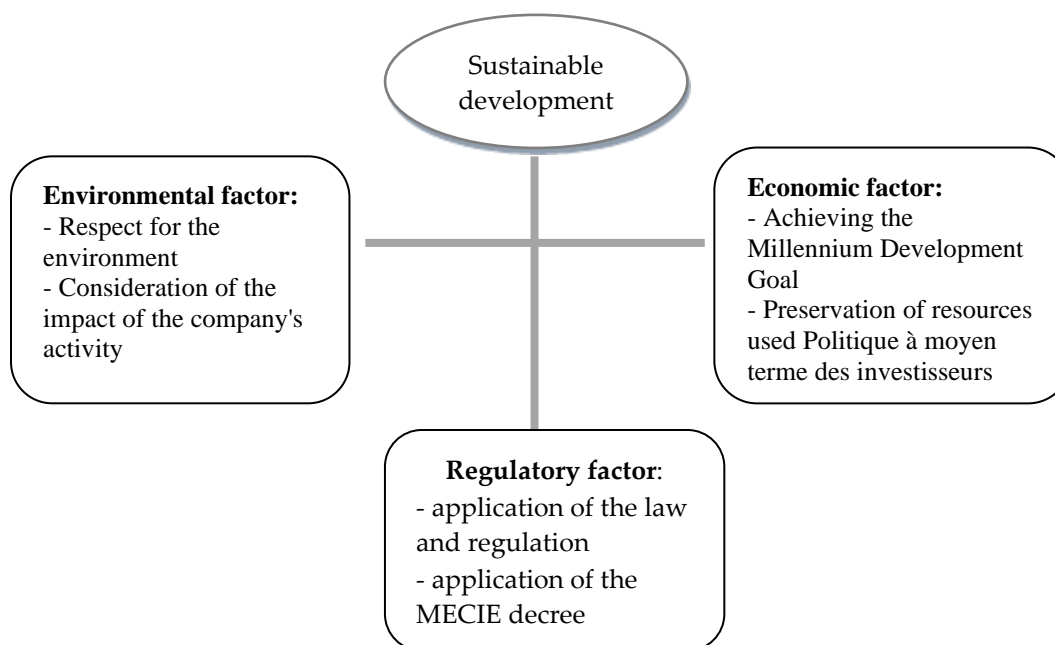 Sustainable
development
Environmental factor:
- Respect for the
environment
- Consideration of the
impact of the company's
activity
Economic factor:
- Achieving the
Millennium Development
Goal
- Preservation of resources
used Politique à moyen
terme des investisseurs
Regulatory factor:
- application of the law
and regulation
- application of the
MECIE decree